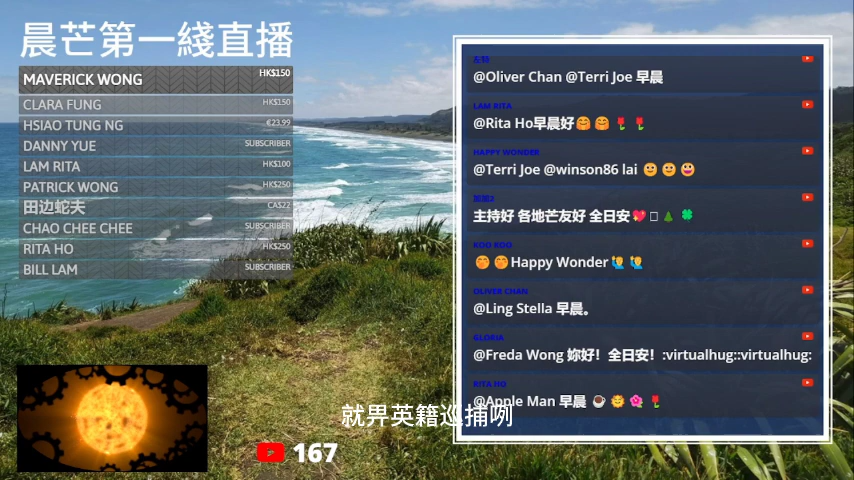 晨芒第一綫直播
MAVERICK WONG HK$150
CLARA FUNG HK$150
HSIAO TUNG NG €23.99
DANNY YUE SUBSCRIBER
LAM RITA HK$100
PATRICK WONG HK$250
田边蛇夫 CA$22
CHAO CHEE CHEE SUBSCRIBER
RITA HO HK$250
BILL LAM SUBSCRIBER
@Oliver Chan @Terri Joe 早晨
LAM RITA
@Rita Ho早晨好🤗 🤗 🌷 🌷
HAPPY WONDER
@Terri Joe @winson86 lai
主持好 各地芒友好 全日安💖 □ 🌲 🍀
KOO KOO
🤭 🤭Happy Wonder
OLIVER CHAN
@Ling Stella 早晨。
GLORIA
@Freda Wong 妳好！全日安！:virtualhug::virtualhug:
RITA HO
@Apple Man 早晨 ☕ 🥰 🌺 🌷
就畀英籍巡捕咧
167